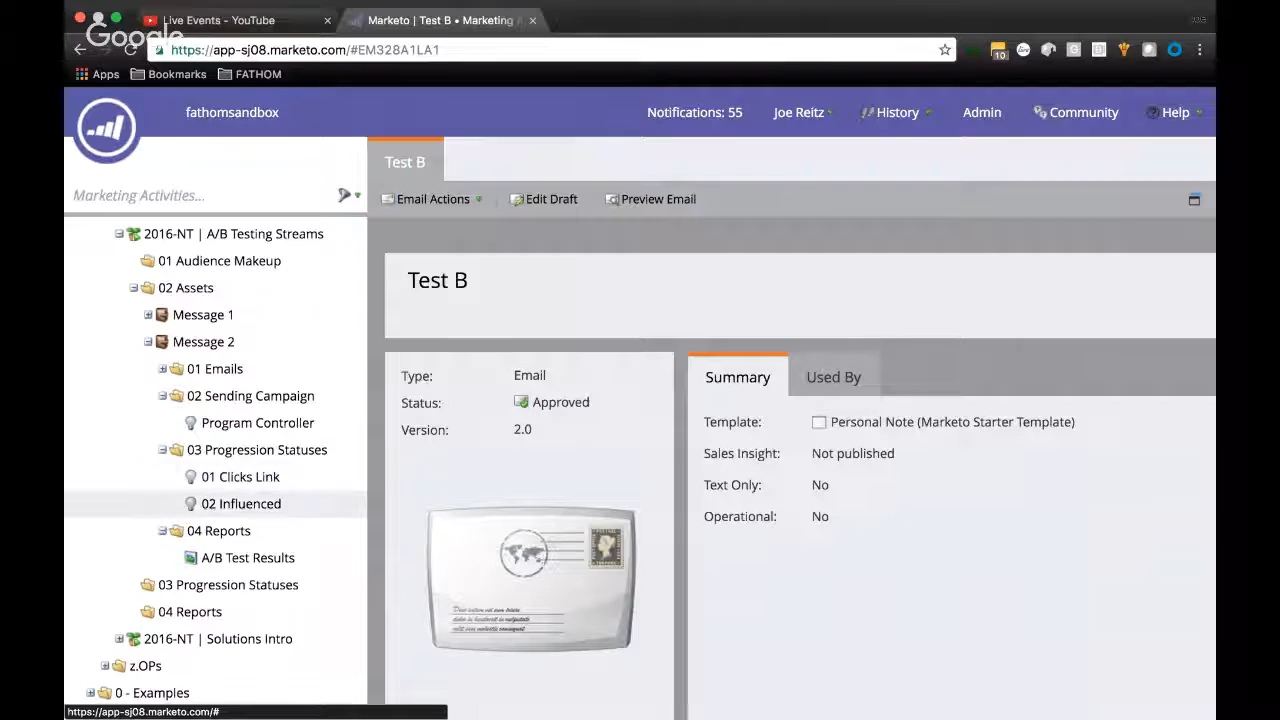 Live Events - YouTube
Marketo | Test B • Marketing
Google
https://app-sj08.marketo.com/#EM328A1LA1
10
Apps Bookmarks FATHOM
fathomsandbox
Notifications: 55 Joe Reitz History Admin Community Help
Marketing Activities...
Test B
Email Actions Edit Draft Preview Email
2016-NT | A/B Testing Streams
01 Audience Makeup
02 Assets
Message 1
Message 2
01 Emails
02 Sending Campaign
Program Controller
03 Progression Statuses
01 Clicks Link
02 Influenced
04 Reports
A/B Test Results
03 Progression Statuses
04 Reports
2016-NT | Solutions Intro
z.OPs
0 - Examples
https://app-sj08.marketo.com/#
Test B
Type: Email
Status: Approved
Version: 2.0
Summary Used By
Template: Personal Note (Marketo Starter Template)
Sales Insight: Not published
Text Only: No
Operational: No